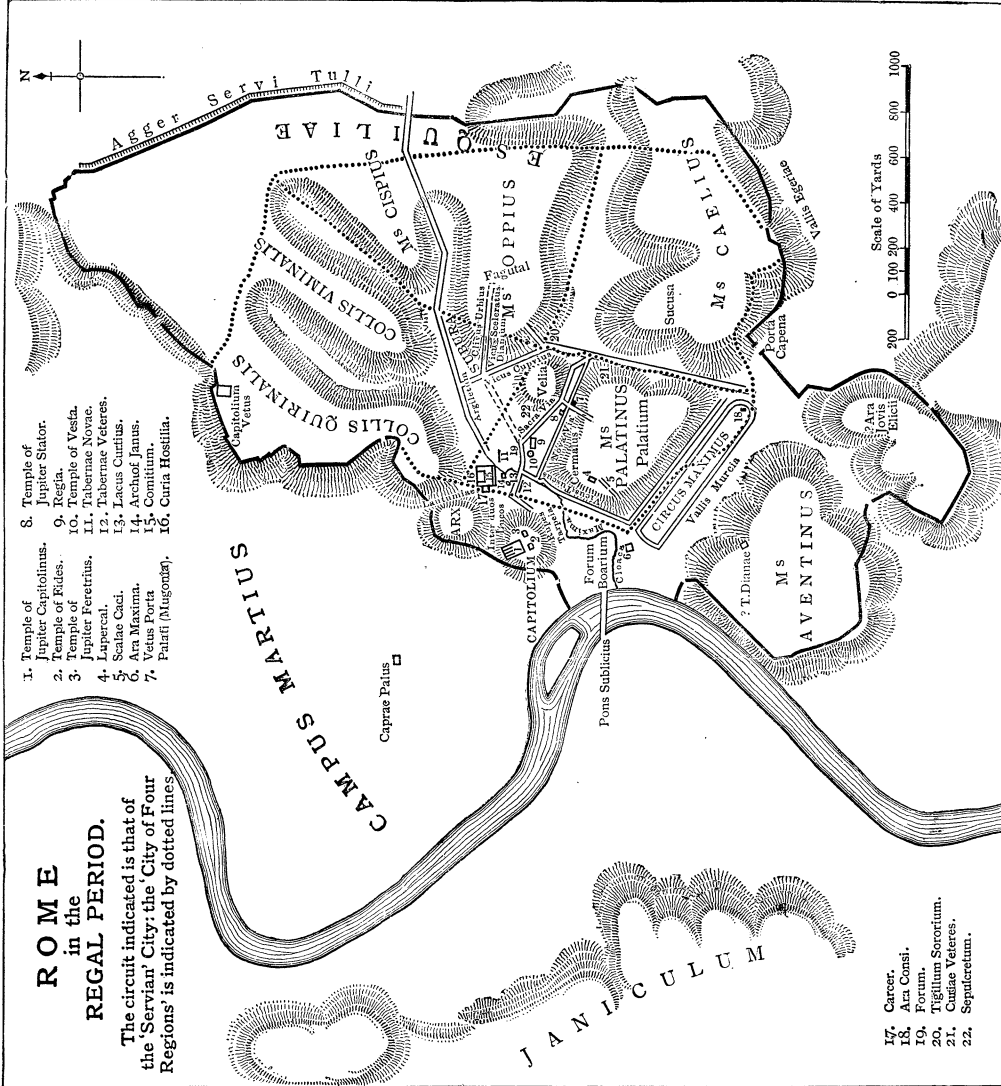 ROME
in the
REGAL PERIOD.
The circuit indicated is that of
the 'Servian' City: the 'City of Four
Regions' is indicated by dotted lines.
1. Temple of
Jupiter Capitolinus.
2. Temple of Fides.
3. Temple of
Jupiter Feretrius.
4. Lupercal.
5. Scalae Caci.
6. Ara Maxima.
7. Vetus Porta
Palati (Mugonia).
8. Temple of
Jupiter Stator.
9. Regia.
10. Temple of Vesta.
11. Tabernae Novae.
12. Tabernae Veteres.
13. Lacus Curtius.
14. Arch of Janus.
15. Comitium.
16. Curia Hostilia.
N
Agger Servi Tulli
ESQUILIAE
Capitolium
Vetus
COLLIS QUIRINALIS
COLLIS VIMINALIS
Ms CISPIUS
Ms OPPIUS
Fagutal
CAMPUS MARTIUS
Caprae Palus
ARX
CAPITOLIUM
Velia
Sacra Via
Germalus
Ms
PALATINUS
Palatium
Sucusa
Ms CAELIUS
Vallis Egeriae
Porta
Capena
Forum
Boarium
Cloaca
Maxima
CIRCUS MAXIMUS
Vallis Murcia
Pons Sublicius
? T. Dianae
Ms
AVENTINUS
? Ara
Jovis
Elicii
JANICULUM
Scale of Yards
200 0 100 200 400 600 800 1000
17. Carcer.
18. Ara Consi.
19. Forum.
20. Tigillum Sororium.
21. Curiae Veteres.
22. Sepulcretum.